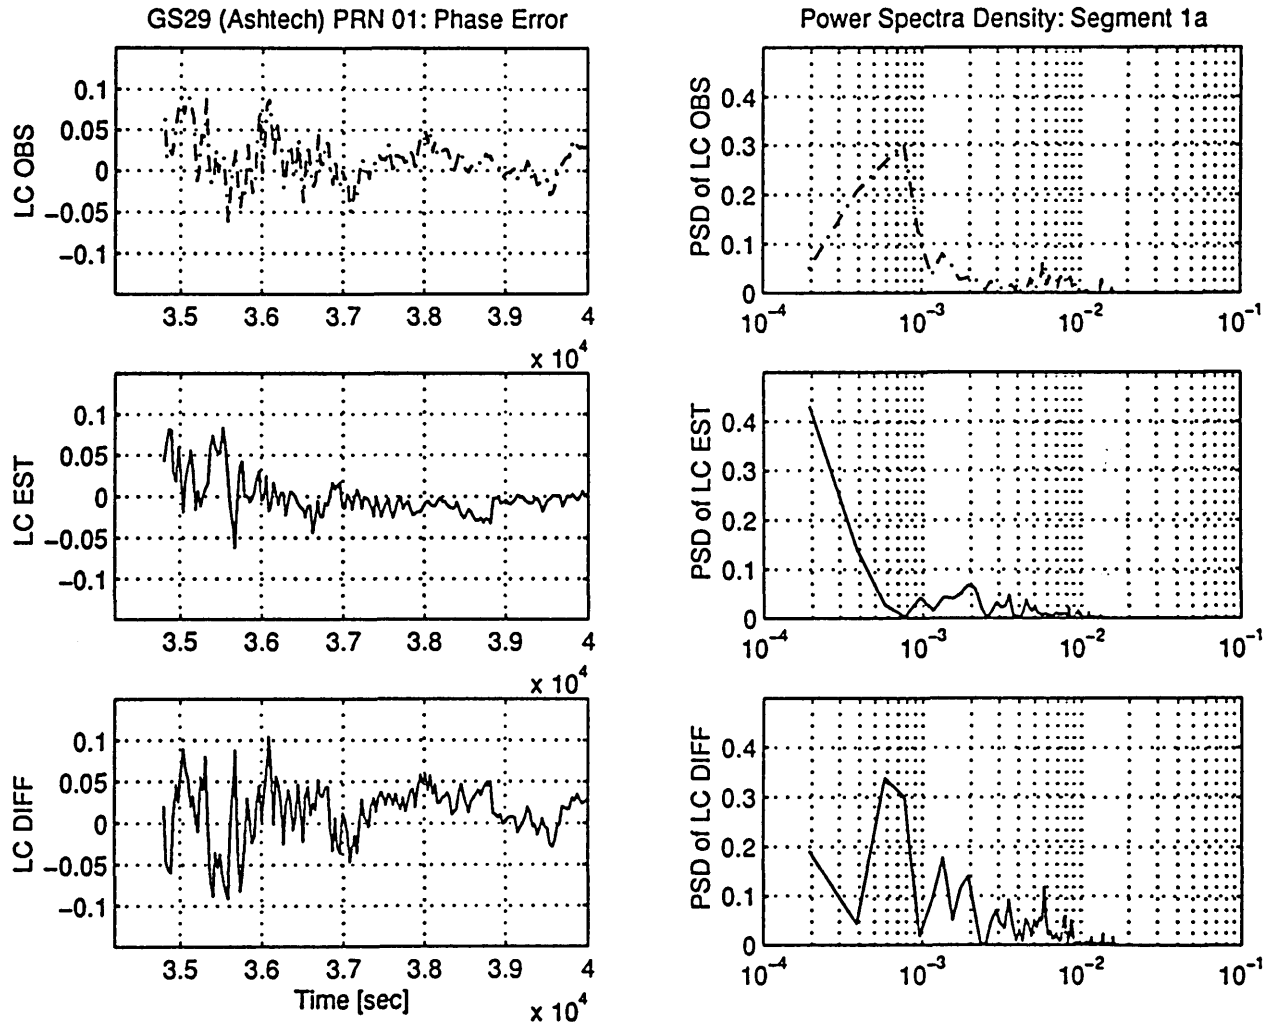 GS29 (Ashtech) PRN 01: Phase Error
LC OBS
0.1
0.05
0
−0.05
−0.1
3.5 3.6 3.7 3.8 3.9 4
x 10⁴
Power Spectra Density: Segment 1a
PSD of LC OBS
0.4
0.3
0.2
0.1
0
10⁻⁴ 10⁻³ 10⁻² 10⁻¹
LC EST
0.1
0.05
0
−0.05
−0.1
3.5 3.6 3.7 3.8 3.9 4
x 10⁴
PSD of LC EST
0.4
0.3
0.2
0.1
0
10⁻⁴ 10⁻³ 10⁻² 10⁻¹
LC DIFF
0.1
0.05
0
−0.05
−0.1
3.5 3.6 3.7 3.8 3.9 4
Time [sec]
x 10⁴
PSD of LC DIFF
0.4
0.3
0.2
0.1
0
10⁻⁴ 10⁻³ 10⁻² 10⁻¹